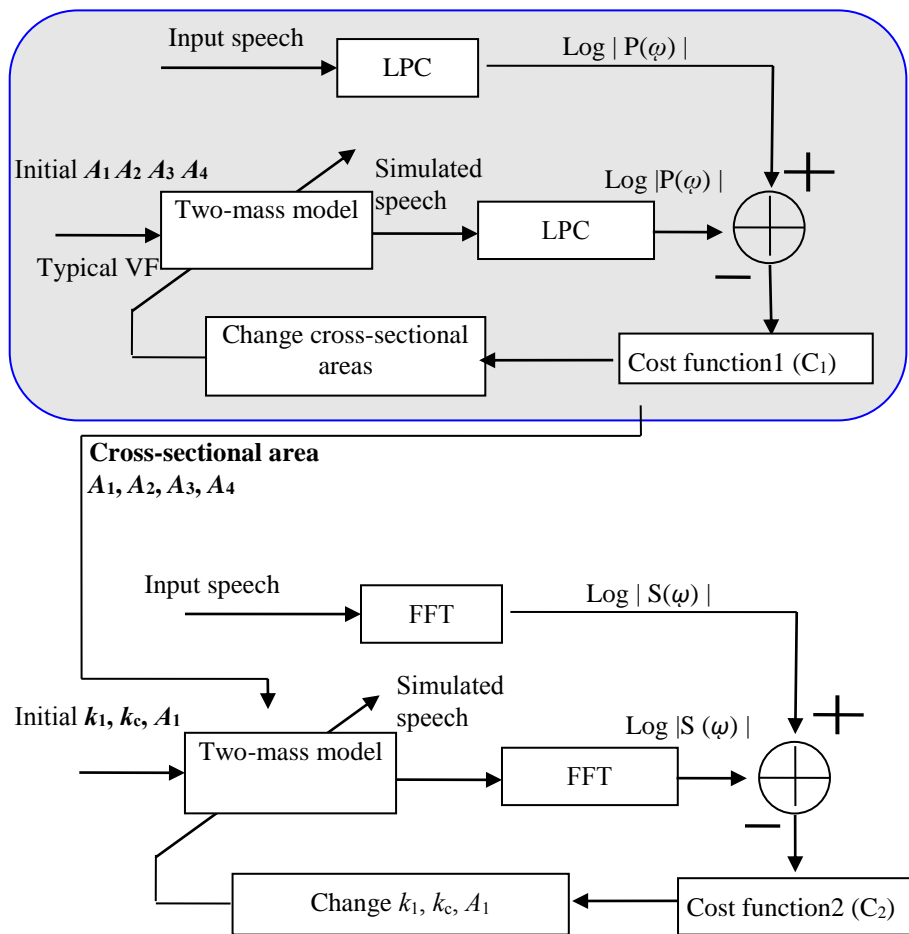 Input speech
LPC
Log | P(ω) |
Initial A₁ A₂ A₃ A₄
Simulated
speech
Log |P(ω) |
Two-mass model
LPC
Typical VF
Change cross-sectional
areas
Cost function1 (C₁)
Cross-sectional area
A₁, A₂, A₃, A₄
Input speech
FFT
Log | S(ω) |
Initial k₁, k_c, A₁
Simulated
speech
Log |S (ω) |
Two-mass model
FFT
Change k₁, k_c, A₁
Cost function2 (C₂)